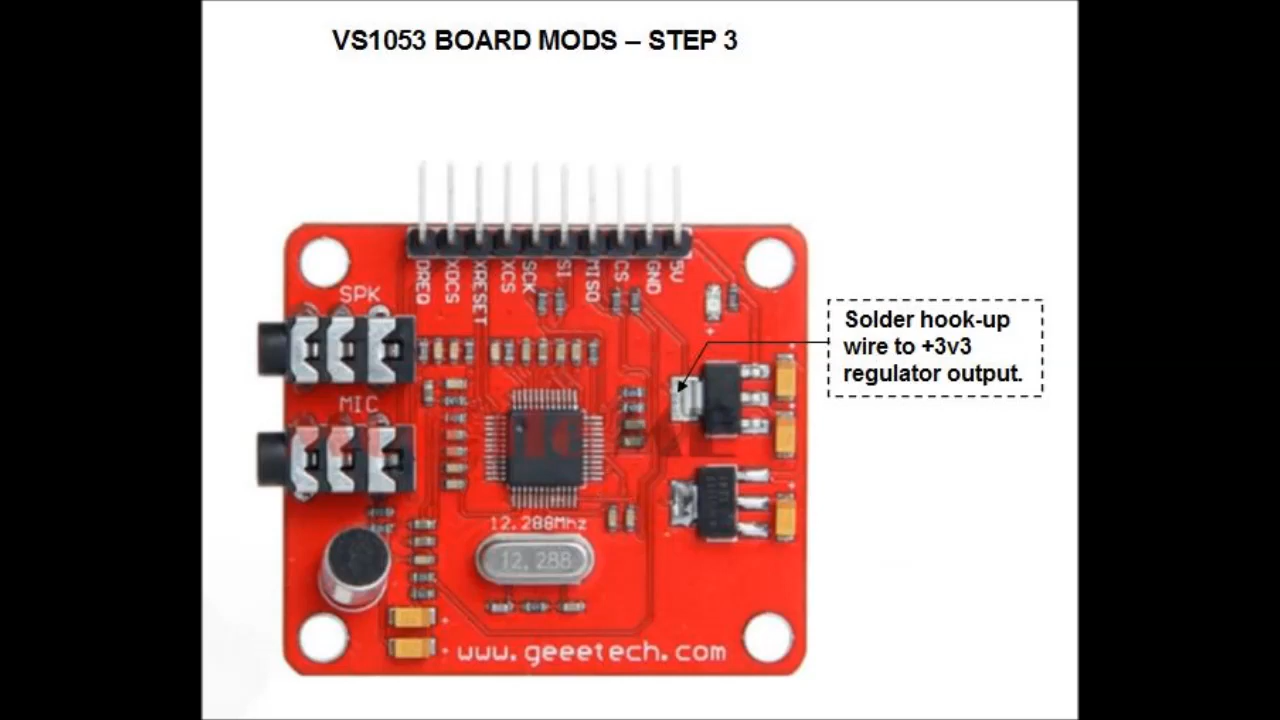 VS1053 BOARD MODS – STEP 3
DREQ
XDCS
XRESET
XCS
SCK
SI
MISO
CS
GND
5V
SPK
Solder hook-up
wire to +3v3
regulator output.
MIC
12.288Mhz
12,288
www.geeetech.com